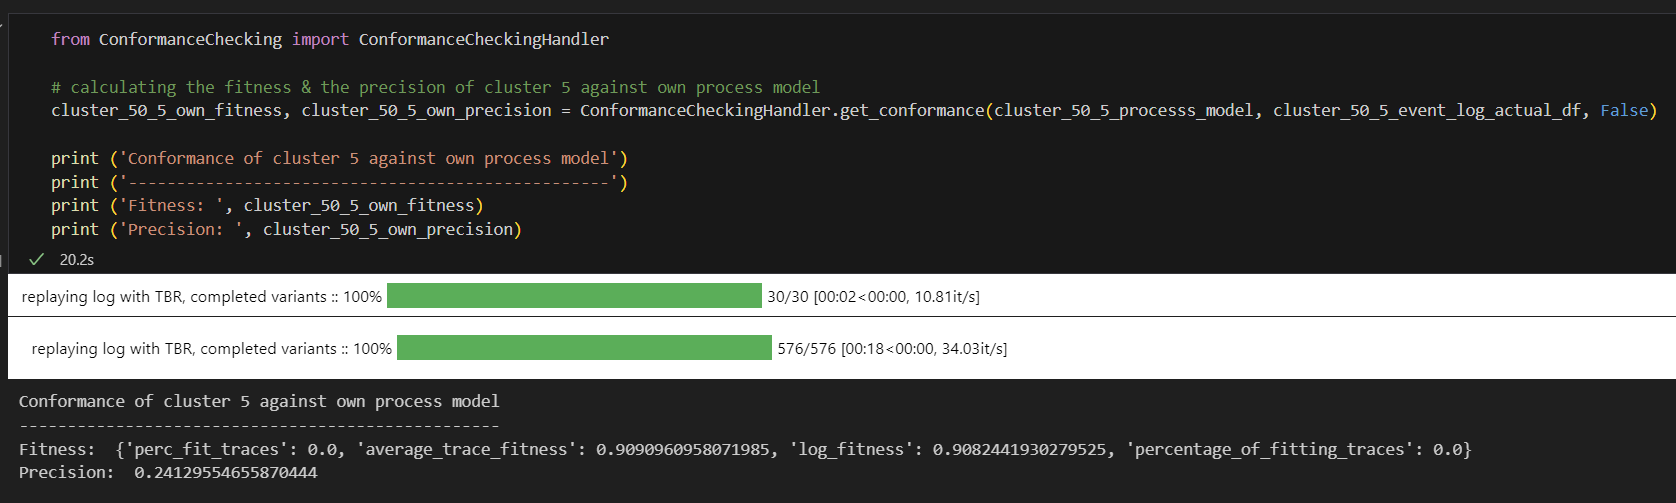 from ConformanceChecking import ConformanceCheckingHandler
# calculating the fitness & the precision of cluster 5 against own process model
cluster_50_5_own_fitness, cluster_50_5_own_precision = ConformanceCheckingHandler.get_conformance(cluster_50_5_processs_model, cluster_50_5_event_log_actual_df, False)
print ('Conformance of cluster 5 against own process model')
print ('--------------------------------------------------')
print ('Fitness: ', cluster_50_5_own_fitness)
print ('Precision: ', cluster_50_5_own_precision)
20.2s
replaying log with TBR, completed variants :: 100% 30/30 [00:02<00:00, 10.81it/s]
replaying log with TBR, completed variants :: 100% 576/576 [00:18<00:00, 34.03it/s]
Conformance of cluster 5 against own process model
--------------------------------------------------
Fitness:  {'perc_fit_traces': 0.0, 'average_trace_fitness': 0.9090960958071985, 'log_fitness': 0.9082441930279525, 'percentage_of_fitting_traces': 0.0}
Precision:  0.24129554655870444